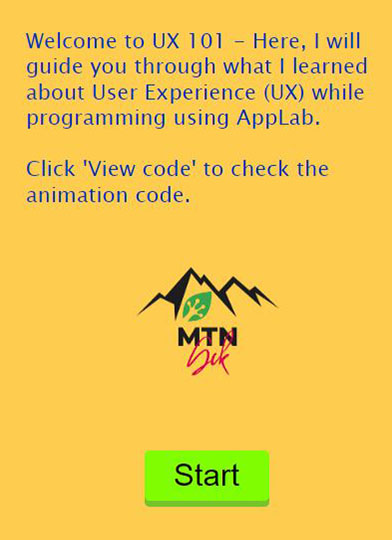 Welcome to UX 101 – Here, I will
guide you through what I learned
about User Experience (UX) while
programming using AppLab.
Click 'View code' to check the
animation code.
MTN
Start